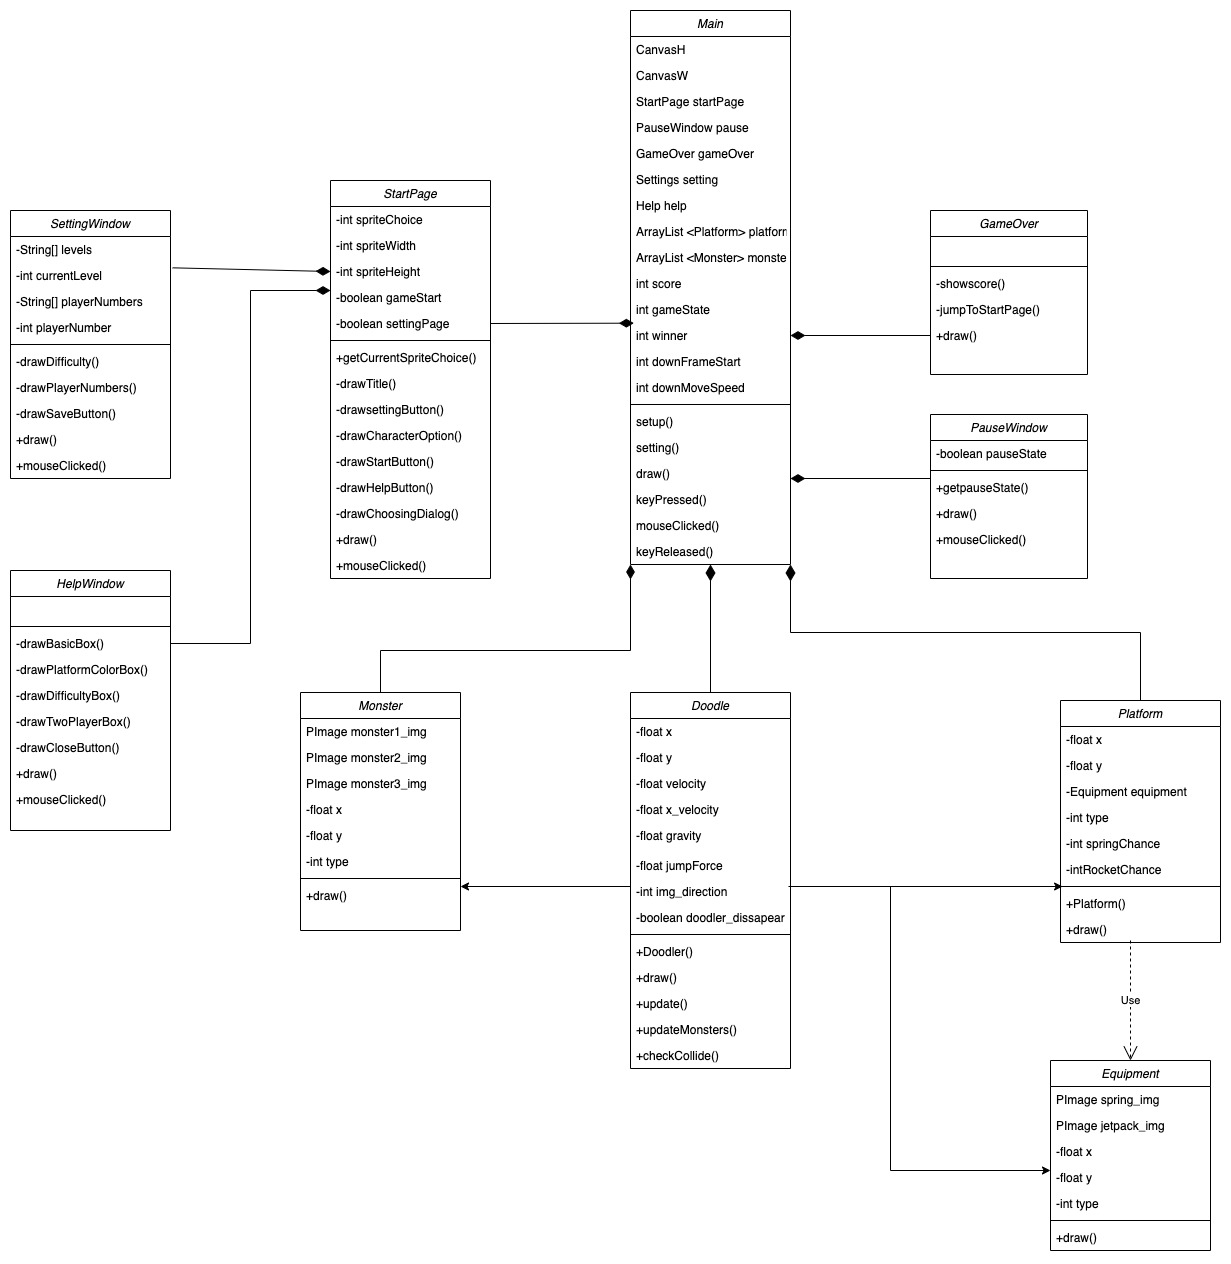 Main
CanvasH
CanvasW
StartPage startPage
PauseWindow pause
GameOver gameOver
Settings setting
Help help
ArrayList <Platform> platform
ArrayList <Monster> monste
int score
int gameState
int winner
int downFrameStart
int downMoveSpeed
setup()
setting()
draw()
keyPressed()
mouseClicked()
keyReleased()
StartPage
-int spriteChoice
-int spriteWidth
-int spriteHeight
-boolean gameStart
-boolean settingPage
+getCurrentSpriteChoice()
-drawTitle()
-drawsettingButton()
-drawCharacterOption()
-drawStartButton()
-drawHelpButton()
-drawChoosingDialog()
+draw()
+mouseClicked()
SettingWindow
-String[] levels
-int currentLevel
-String[] playerNumbers
-int playerNumber
-drawDifficulty()
-drawPlayerNumbers()
-drawSaveButton()
+draw()
+mouseClicked()
GameOver
-showscore()
-jumpToStartPage()
+draw()
PauseWindow
-boolean pauseState
+getpauseState()
+draw()
+mouseClicked()
HelpWindow
-drawBasicBox()
-drawPlatformColorBox()
-drawDifficultyBox()
-drawTwoPlayerBox()
-drawCloseButton()
+draw()
+mouseClicked()
Monster
PImage monster1_img
PImage monster2_img
PImage monster3_img
-float x
-float y
-int type
+draw()
Doodle
-float x
-float y
-float velocity
-float x_velocity
-float gravity
-float jumpForce
-int img_direction
-boolean doodler_dissapear
+Doodler()
+draw()
+update()
+updateMonsters()
+checkCollide()
Platform
-float x
-float y
-Equipment equipment
-int type
-int springChance
-intRocketChance
+Platform()
+draw()
Use
Equipment
PImage spring_img
PImage jetpack_img
-float x
-float y
-int type
+draw()